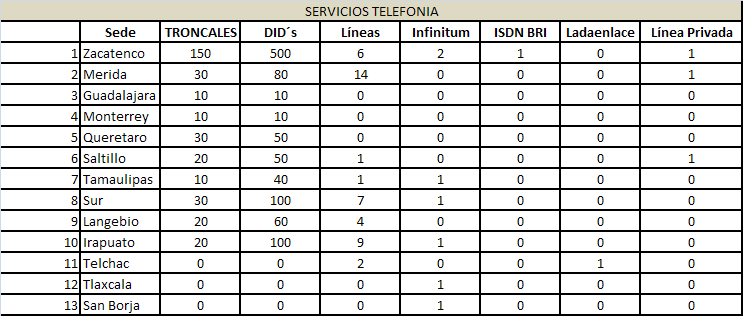 SERVICIOS TELEFONIA
Sede TRONCALES DID´s Líneas Infinitum ISDN BRI Ladaenlace Línea Privada
1 Zacatenco 150 500 6 2 1 0 1
2 Merida 30 80 14 0 0 0 1
3 Guadalajara 10 10 0 0 0 0 0
4 Monterrey 10 10 0 0 0 0 0
5 Queretaro 30 50 0 0 0 0 0
6 Saltillo 20 50 1 0 0 0 1
7 Tamaulipas 10 40 1 1 0 0 0
8 Sur 30 100 7 1 0 0 0
9 Langebio 20 60 4 0 0 0 0
10 Irapuato 20 100 9 1 0 0 0
11 Telchac 0 0 2 0 0 1 0
12 Tlaxcala 0 0 0 1 0 0 0
13 San Borja 0 0 0 1 0 0 0